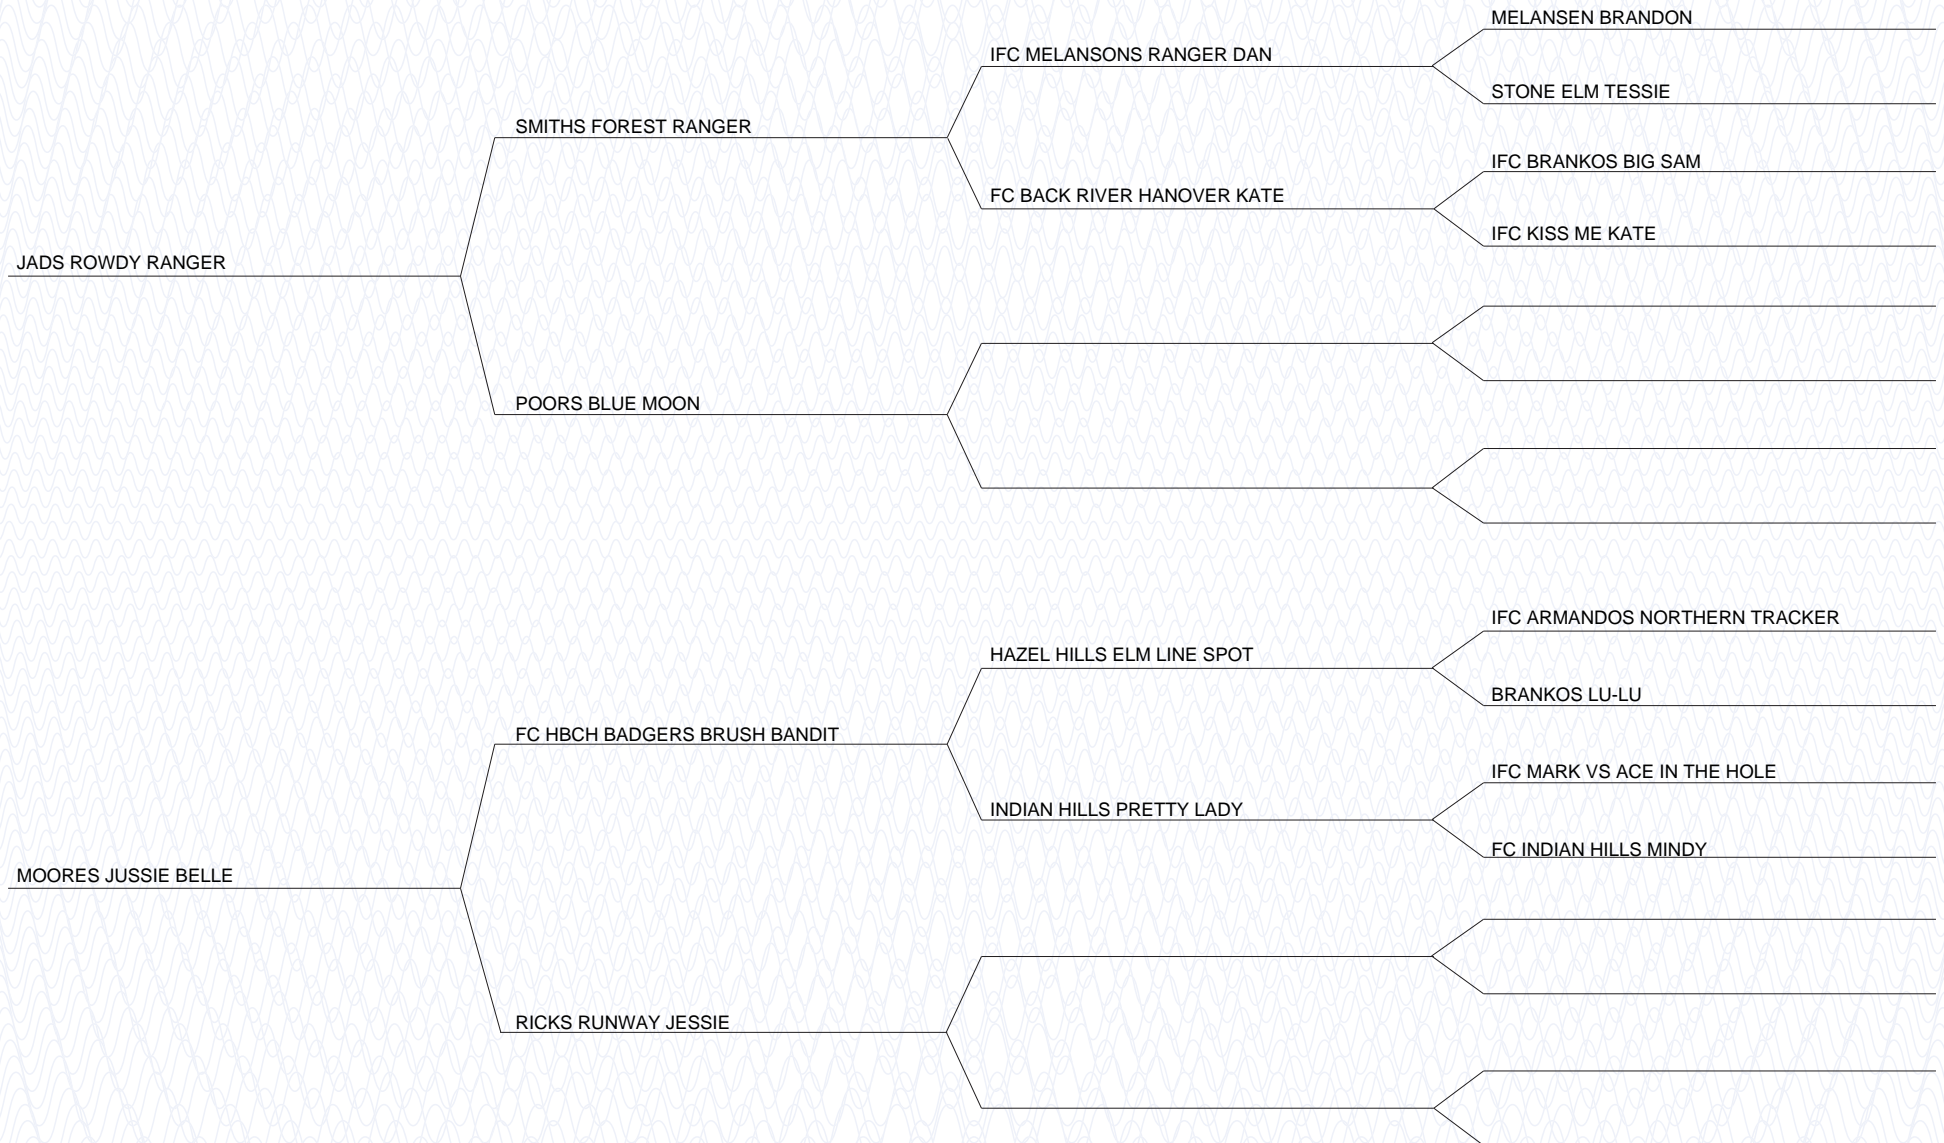 MELANSEN BRANDON
IFC MELANSONS RANGER DAN
STONE ELM TESSIE
SMITHS FOREST RANGER
IFC BRANKOS BIG SAM
FC BACK RIVER HANOVER KATE
IFC KISS ME KATE
JADS ROWDY RANGER
POORS BLUE MOON
IFC ARMANDOS NORTHERN TRACKER
HAZEL HILLS ELM LINE SPOT
BRANKOS LU-LU
FC HBCH BADGERS BRUSH BANDIT
IFC MARK VS ACE IN THE HOLE
INDIAN HILLS PRETTY LADY
FC INDIAN HILLS MINDY
MOORES JUSSIE BELLE
RICKS RUNWAY JESSIE